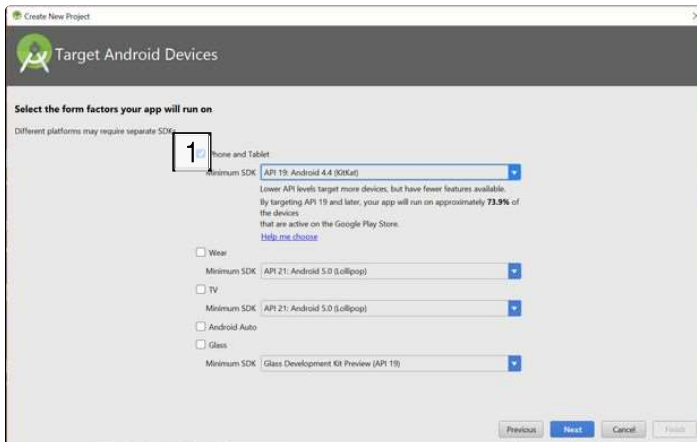 Create New Project
Target Android Devices
Select the form factors your app will run on
Different platforms may require separate SDKs
1
Phone and Tablet
Minimum SDK API 19: Android 4.4 (KitKat)
Lower API levels target more devices, but have fewer features available.
By targeting API 19 and later, your app will run on approximately 73.9% of
the devices
that are active on the Google Play Store.
Help me choose
Wear
Minimum SDK API 21: Android 5.0 (Lollipop)
TV
Minimum SDK API 21: Android 5.0 (Lollipop)
Android Auto
Glass
Minimum SDK Glass Development Kit Preview (API 19)
Previous Next Cancel Finish